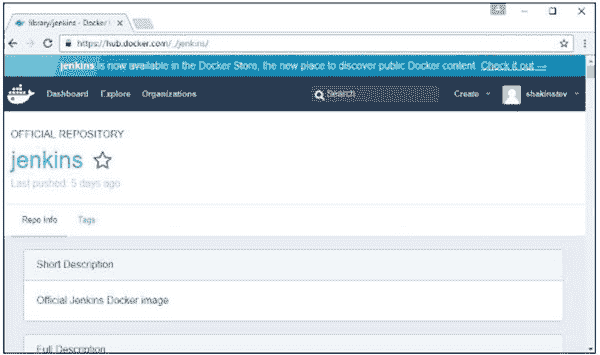 library/jenkins - Docker
https://hub.docker.com/_/jenkins/
jenkins is now available in the Docker Store, the new place to discover public Docker content. Check it out →
Dashboard Explore Organizations Search Create shakinstev
OFFICIAL REPOSITORY
jenkins
Last pushed: 5 days ago
Repo Info Tags
Short Description
Official Jenkins Docker image
Full Description